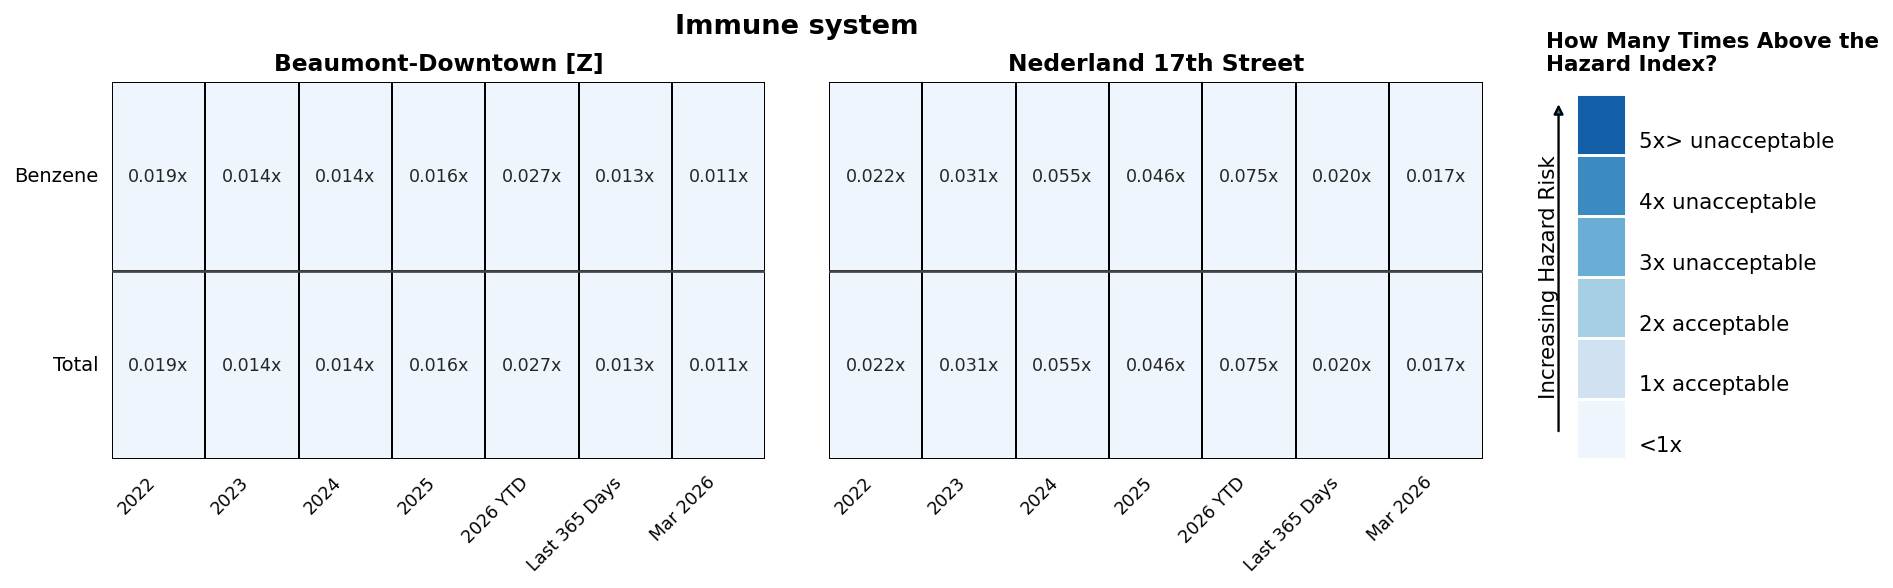 Immune system
Beaumont-Downtown [Z]
Nederland 17th Street
How Many Times Above the
Hazard Index?
Benzene
0.019x 0.014x 0.014x 0.016x 0.027x 0.013x 0.011x
0.022x 0.031x 0.055x 0.046x 0.075x 0.020x 0.017x
Total
0.019x 0.014x 0.014x 0.016x 0.027x 0.013x 0.011x
0.022x 0.031x 0.055x 0.046x 0.075x 0.020x 0.017x
2022
2023
2024
2025
2026 YTD
Last 365 Days
Mar 2026
2022
2023
2024
2025
2026 YTD
Last 365 Days
Mar 2026
Increasing Hazard Risk
5x> unacceptable
4x unacceptable
3x unacceptable
2x acceptable
1x acceptable
<1x